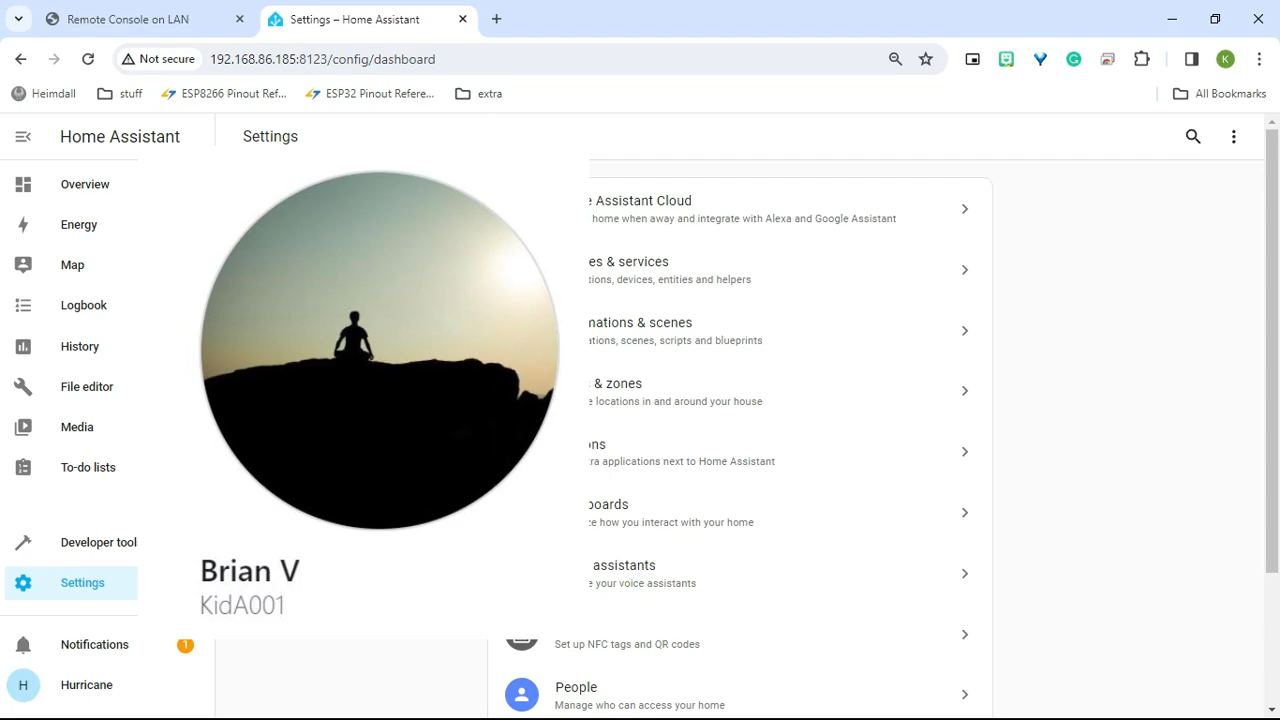 Remote Console on LAN
Settings – Home Assistant
Not secure
192.168.86.185:8123/config/dashboard
K
Heimdall
stuff
ESP8266 Pinout Ref...
ESP32 Pinout Refere...
extra
All Bookmarks
Home Assistant
Settings
Overview
Energy
Map
Logbook
History
File editor
Media
To-do lists
Developer tool
Settings
Notifications
1
H
Hurricane
Brian V
KidA001
e Assistant Cloud
home when away and integrate with Alexa and Google Assistant
es & services
tions, devices, entities and helpers
mations & scenes
ations, scenes, scripts and blueprints
& zones
e locations in and around your house
ons
tra applications next to Home Assistant
boards
ze how you interact with your home
assistants
e your voice assistants
Set up NFC tags and QR codes
People
Manage who can access your home